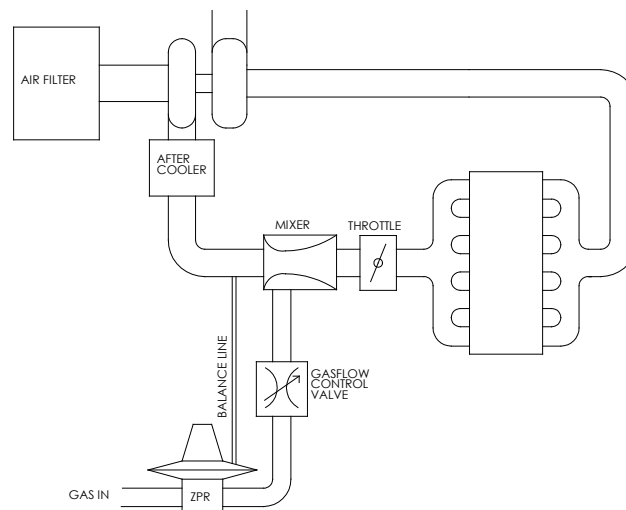 AIR FILTER
AFTER
COOLER
MIXER
THROTTLE
BALANCE LINE
GASFLOW
CONTROL
VALVE
GAS IN
ZPR